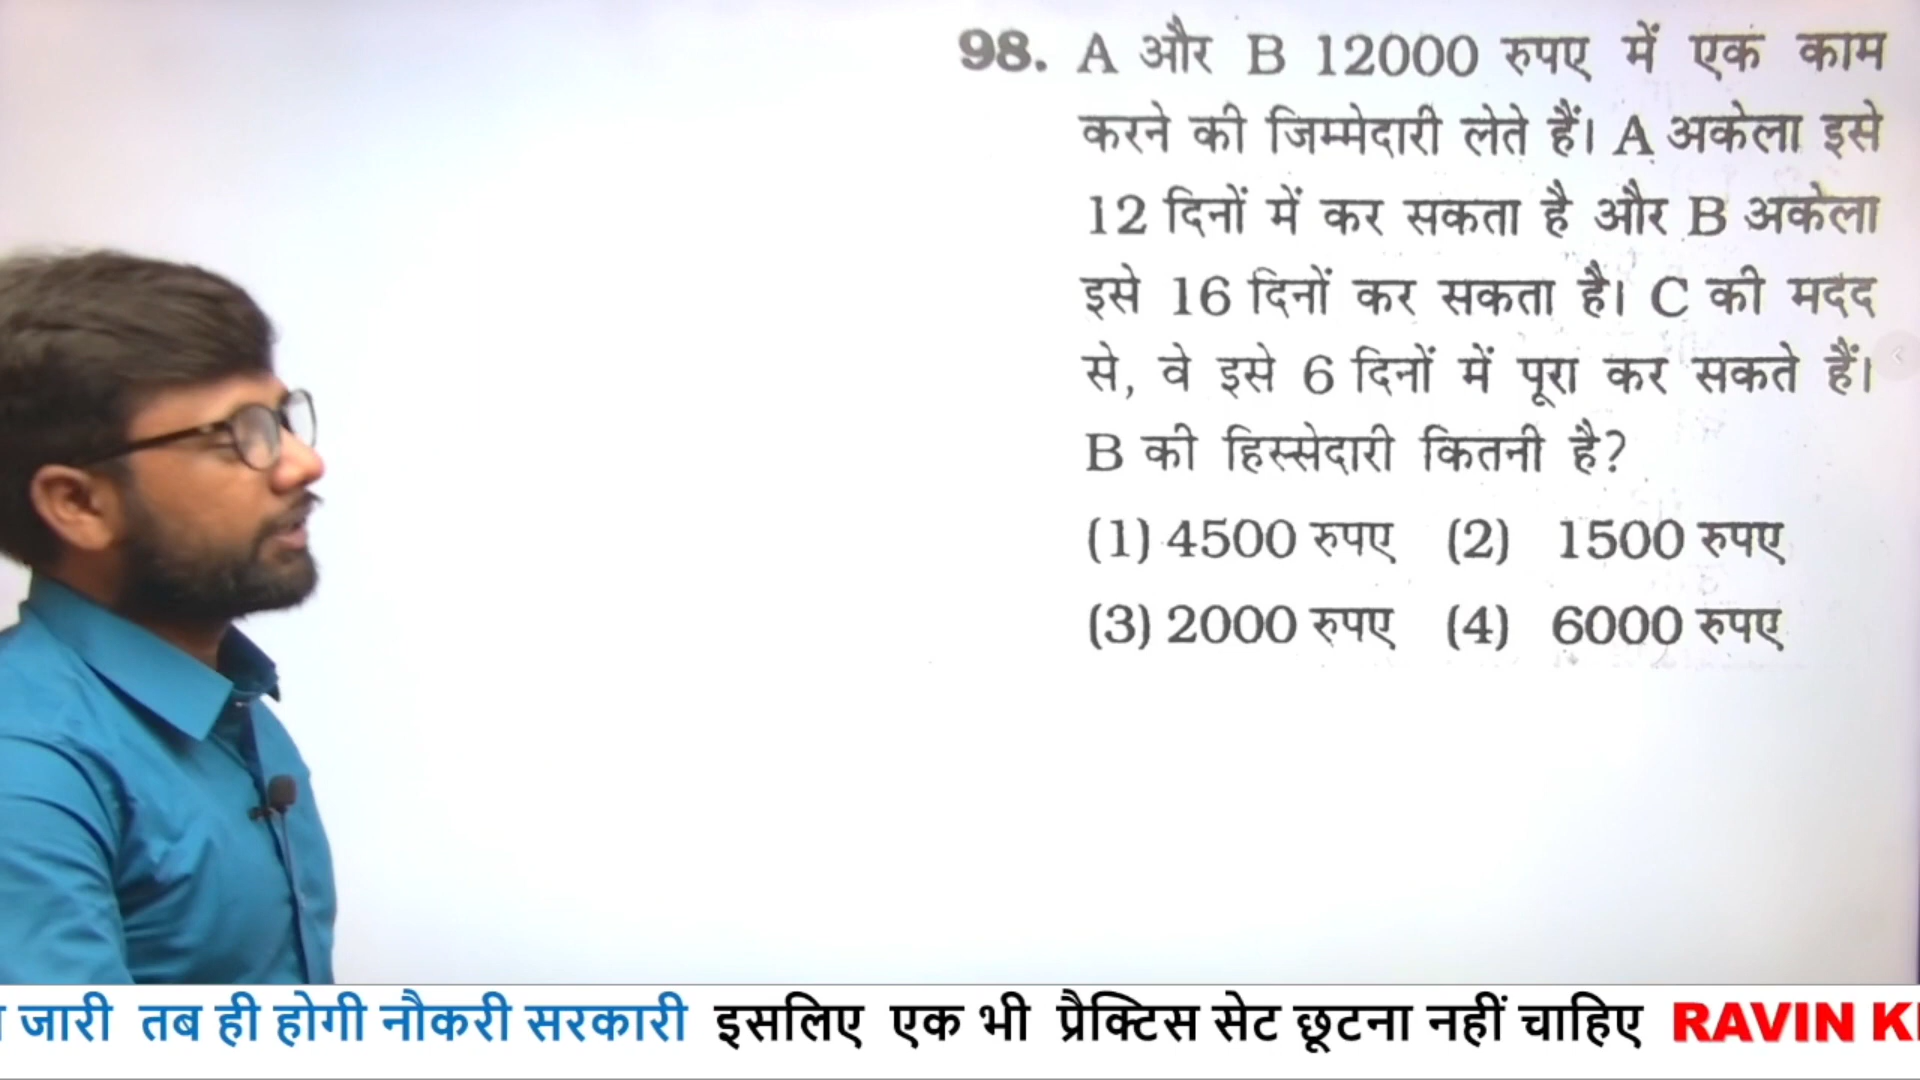 98. A और B 12000 रुपए में एक काम
करने की जिम्मेदारी लेते हैं। A अकेला इसे
12 दिनों में कर सकता है और B अकेला
इसे 16 दिनों कर सकता है। C की मदद
से, वे इसे 6 दिनों में पूरा कर सकते हैं।
B की हिस्सेदारी कितनी है?
(1) 4500 रुपए (2) 1500 रुपए
(3) 2000 रुपए (4) 6000 रुपए
जारी तब ही होगी नौकरी सरकारी इसलिए एक भी प्रैक्टिस सेट छूटना नहीं चाहिए RAVIN